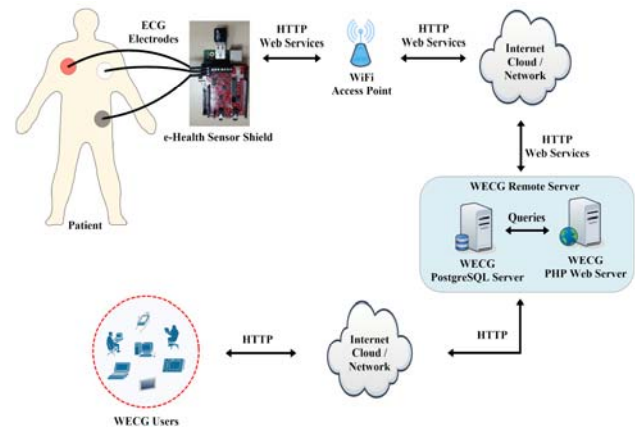 ECG
Electrodes
HTTP
Web Services
HTTP
Web Services
WiFi
Access Point
Internet
Cloud /
Network
e-Health Sensor Shield
HTTP
Web Services
Patient
WECG Remote Server
Queries
WECG
PostgreSQL Server
WECG
PHP Web Server
HTTP
Internet
Cloud /
Network
HTTP
WECG Users